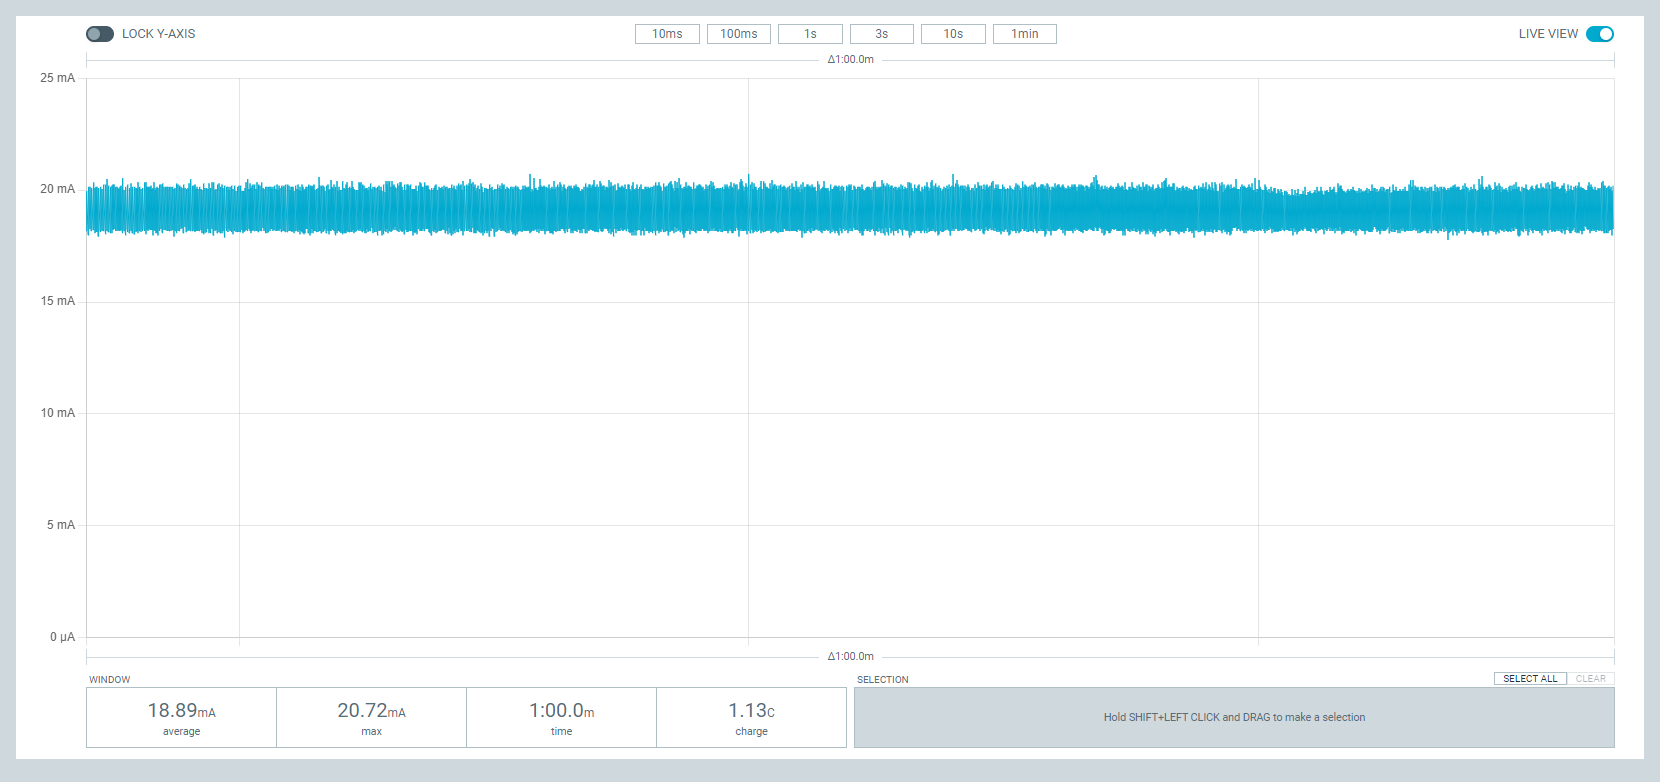 LOCK Y-AXIS 10ms 100ms 1s 3s 10s 1min LIVE VIEW
Δ1:00.0m
25 mA
20 mA
15 mA
10 mA
5 mA
0 µA
Δ1:00.0m
WINDOW SELECTION SELECT ALL CLEAR
18.89mA 20.72mA 1:00.0m 1.13C
average max time charge
Hold SHIFT+LEFT CLICK and DRAG to make a selection